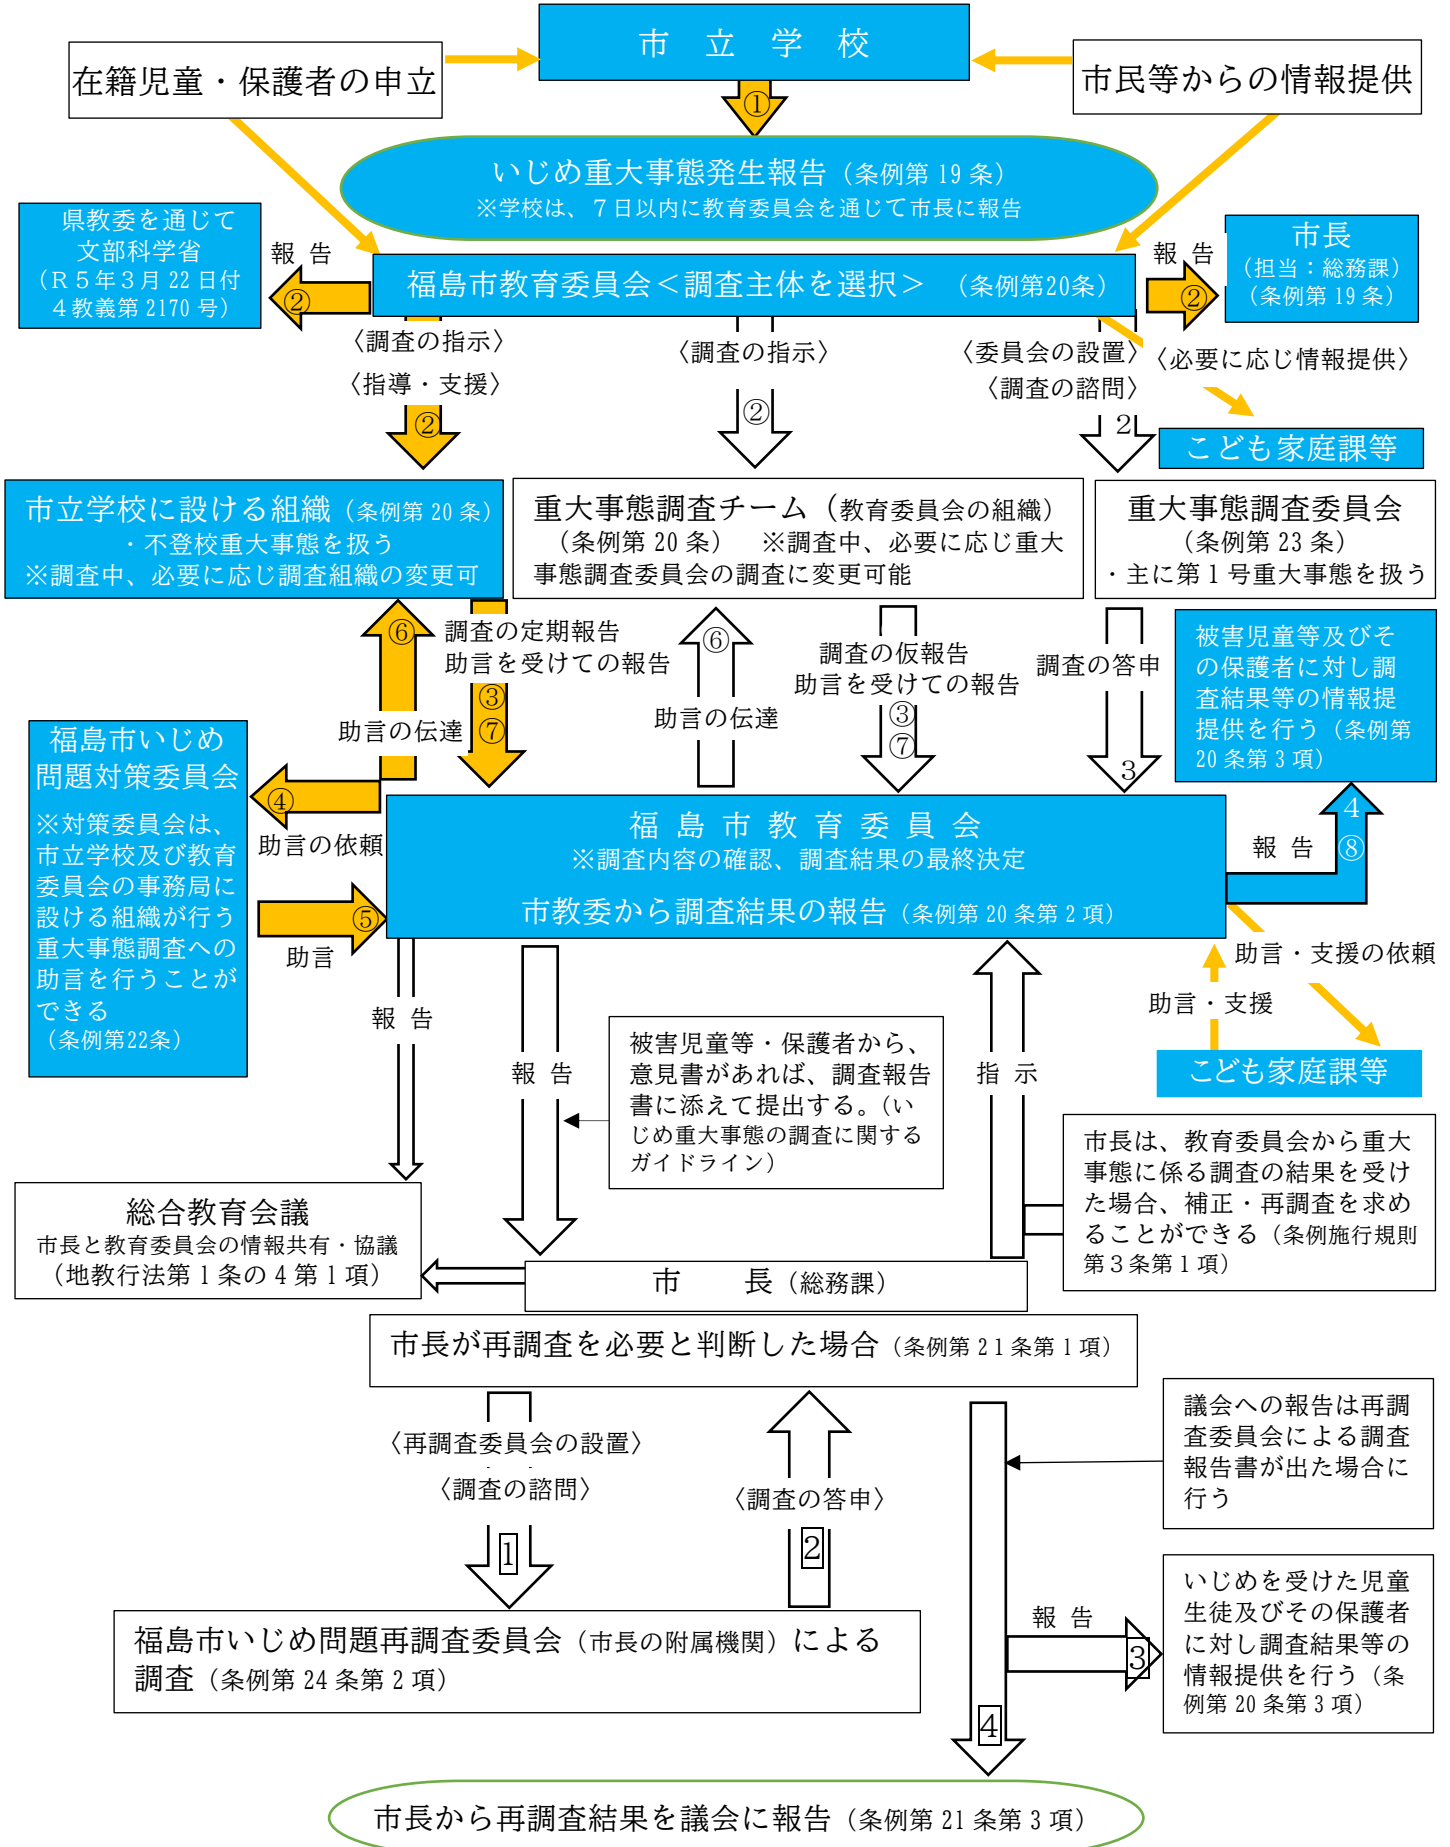 市　立　学　校
在籍児童・保護者の申立
市民等からの情報提供
①
いじめ重大事態発生報告（条例第 19 条）
※学校は、７日以内に教育委員会を通じて市長に報告
県教委を通じて
文部科学省
（Ｒ５年３月 22 日付
４教義第 2170 号）
報 告
②
福島市教育委員会＜調査主体を選択＞　（条例第20条）
報 告
②
市長
（担当：総務課）
（条例第 19 条）
〈調査の指示〉
〈指導・支援〉
②
〈調査の指示〉
②
〈委員会の設置〉
〈調査の諮問〉
2
〈必要に応じ情報提供〉
こども家庭課等
市立学校に設ける組織（条例第 20 条）
・不登校重大事態を扱う
※調査中、必要に応じ調査組織の変更可
重大事態調査チーム（教育委員会の組織）
（条例第 20 条）　※調査中、必要に応じ重大
事態調査委員会の調査に変更可能
重大事態調査委員会
（条例第 23 条）
・主に第１号重大事態を扱う
⑥
調査の定期報告
助言を受けての報告
③
⑦
助言の伝達
⑥
助言の伝達
調査の仮報告
助言を受けての報告
③
⑦
調査の答申
3
被害児童等及びそ
の保護者に対し調
査結果等の情報提
提供を行う（条例第
20 条第 3 項）
福島市いじめ
問題対策委員会
※対策委員会は、
市立学校及び教育
委員会の事務局に
設ける組織が行う
重大事態調査への
助言を行うことが
できる
（条例第22条）
④
助言の依頼
⑤
助言
福 島 市 教 育 委 員 会
※調査内容の確認、調査結果の最終決定
市教委から調査結果の報告（条例第 20 条第 2 項）
報 告
4
⑧
助言・支援の依頼
助言・支援
こども家庭課等
報 告
報 告
被害児童等・保護者から、
意見書があれば、調査報告
書に添えて提出する。（い
じめ重大事態の調査に関する
ガイドライン）
指 示
市長は、教育委員会から重大
事態に係る調査の結果を受け
た場合、補正・再調査を求め
ることができる（条例施行規則
第３条第１項）
総合教育会議
市長と教育委員会の情報共有・協議
（地教行法第 1 条の 4 第 1 項）
市　　長（総務課）
市長が再調査を必要と判断した場合（条例第 21 条第 1 項）
〈再調査委員会の設置〉
〈調査の諮問〉
1
〈調査の答申〉
2
議会への報告は再調
査委員会による調査
報告書が出た場合に
行う
福島市いじめ問題再調査委員会（市長の附属機関）による
調査（条例第 24 条第 2 項）
報 告
3
いじめを受けた児童
生徒及びその保護者
に対し調査結果等の
情報提供を行う（条
例第 20 条第 3 項）
4
市長から再調査結果を議会に報告（条例第 21 条第 3 項）